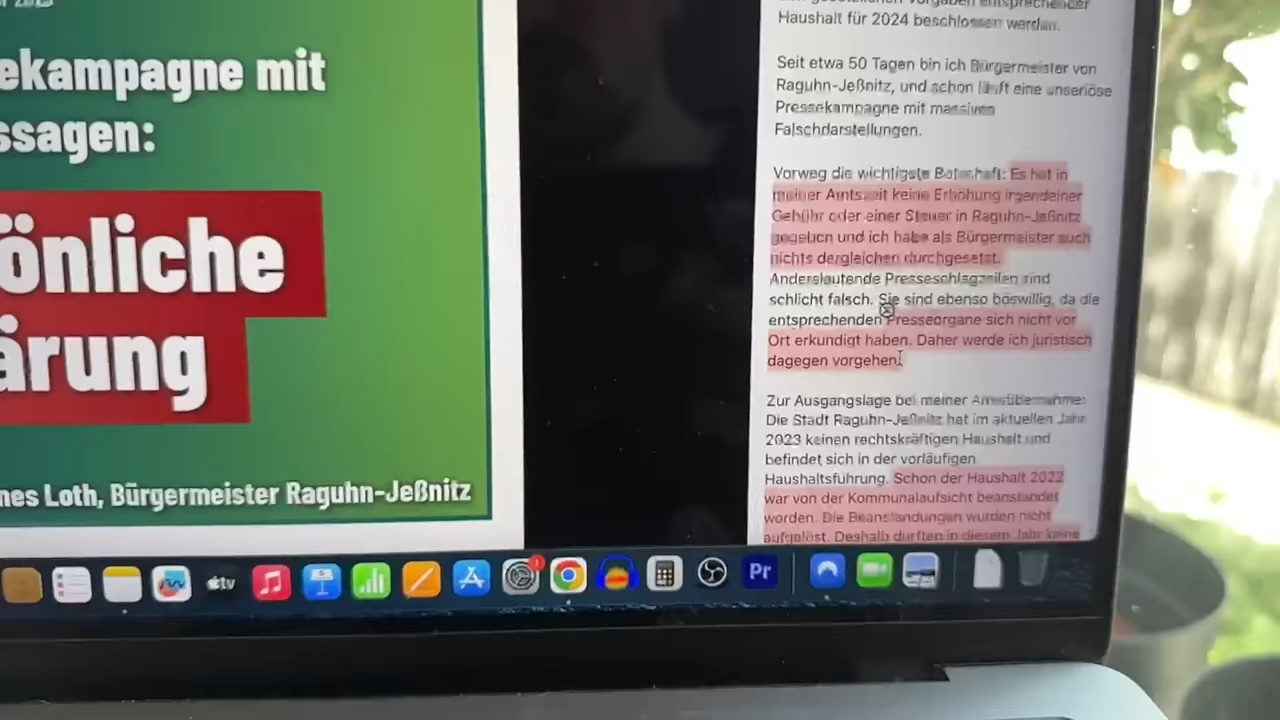 ekampagne mit
ssagen:
önliche
ärung
nes Loth, Bürgermeister Raguhn-Jeßnitz
Haushalt für 2024 beschlossen werden.
Seit etwa 50 Tagen bin ich Bürgermeister von
Raguhn-Jeßnitz, und schon läuft eine unseriöse
Pressekampagne mit massiven
Falschdarstellungen.
Vorweg die wichtigste Botschaft: Es hat in
meiner Amtszeit keine Erhöhung irgendeiner
Gebühr oder einer Steuer in Raguhn-Jeßnitz
gegeben und ich habe als Bürgermeister auch
nichts dergleichen durchgesetzt.
Anderslautende Presseschlagzeilen sind
schlicht falsch. Sie sind ebenso böswillig, da die
entsprechenden Presseorgane sich nicht vor
Ort erkundigt haben. Daher werde ich juristisch
dagegen vorgehen.
Zur Ausgangslage bei meiner Amtsübernahme:
Die Stadt Raguhn-Jeßnitz hat im aktuellen Jahr
2023 keinen rechtskräftigen Haushalt und
befindet sich in der vorläufigen
Haushaltsführung. Schon der Haushalt 2022
war von der Kommunalaufsicht beanstandet
worden. Die Beanstandungen wurden nicht
aufgelöst. Deshalb durften in diesem Jahr keine
tv
Pr